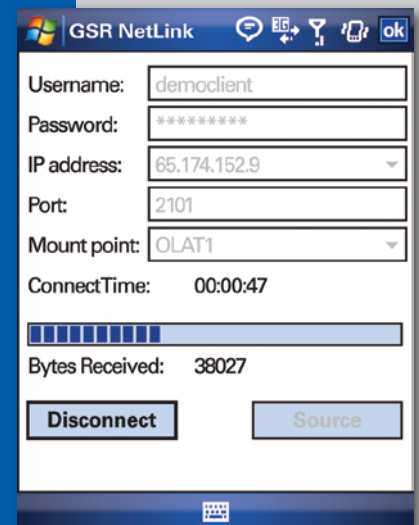 GSR NetLink 3G ok
Username: democlient
Password: *********
IP address: 65.174.152.9
Port: 2101
Mount point: OLAT1
ConnectTime: 00:00:47
Bytes Received: 38027
Disconnect Source